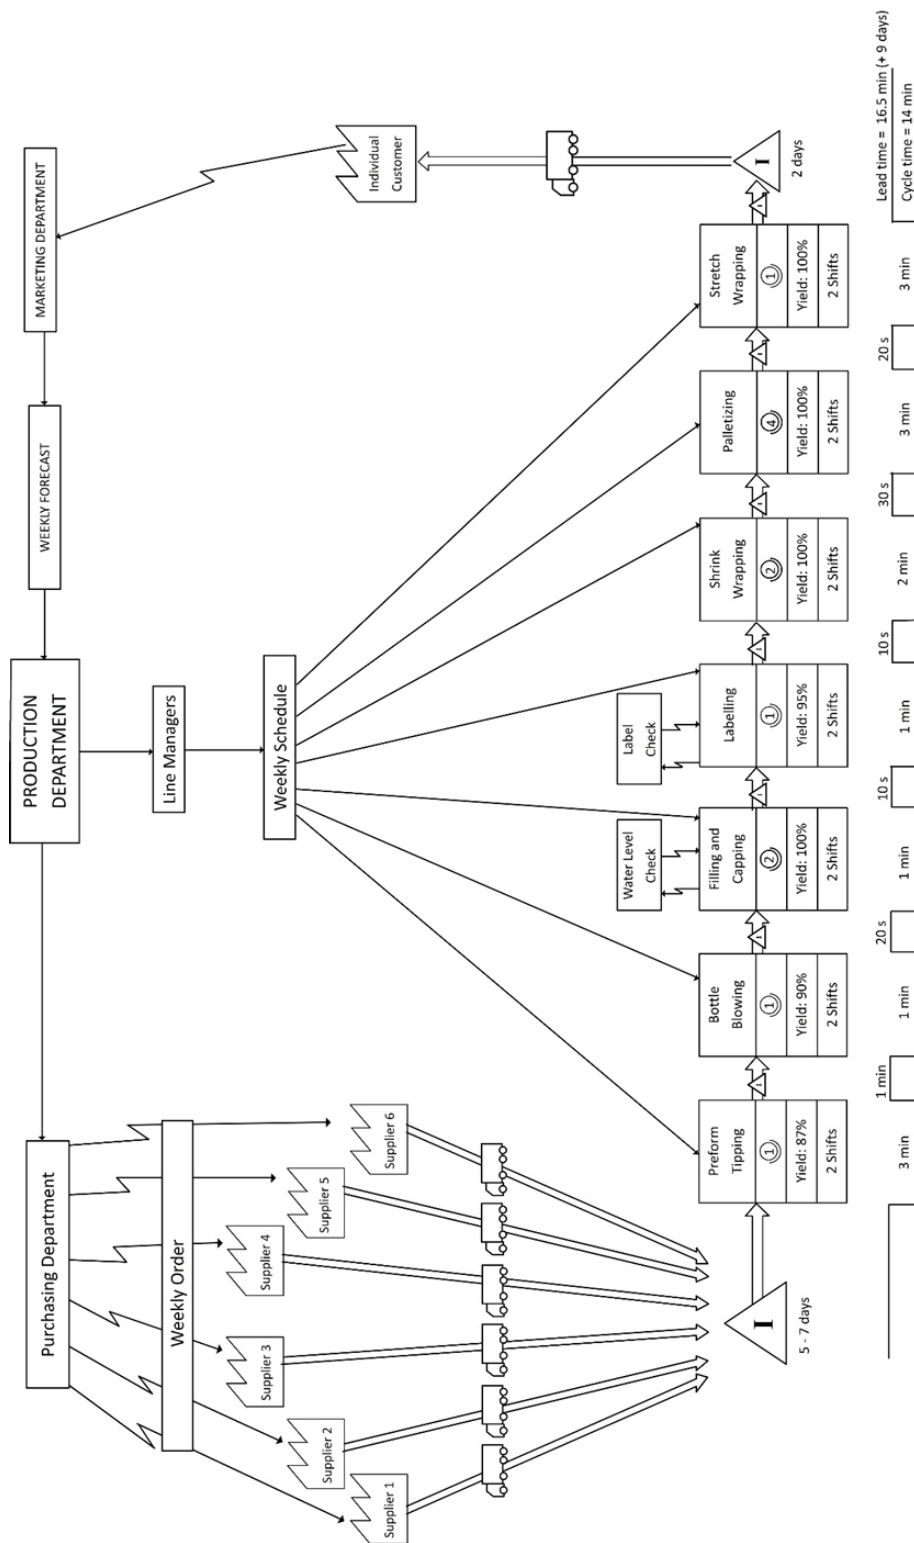 Purchasing Department
PRODUCTION
DEPARTMENT
WEEKLY FORECAST
MARKETING DEPARTMENT
Line Managers
Weekly Order
Weekly Schedule
Supplier 1
Supplier 2
Supplier 3
Supplier 4
Supplier 5
Supplier 6
Individual
Customer
Water Level
Check
Label
Check
I
5 - 7 days
Preform
Tipping
1
Yield: 87%
2 Shifts
I
Bottle
Blowing
1
Yield: 90%
2 Shifts
I
Filling and
Capping
2
Yield: 100%
2 Shifts
I
Labelling
1
Yield: 95%
2 Shifts
I
Shrink
Wrapping
2
Yield: 100%
2 Shifts
I
Palletizing
4
Yield: 100%
2 Shifts
I
Stretch
Wrapping
1
Yield: 100%
2 Shifts
I
I
2 days
3 min
1 min
1 min
20 s
1 min
10 s
1 min
10 s
2 min
30 s
3 min
20 s
3 min
Lead time = 16.5 min (+ 9 days)
Cycle time = 14 min